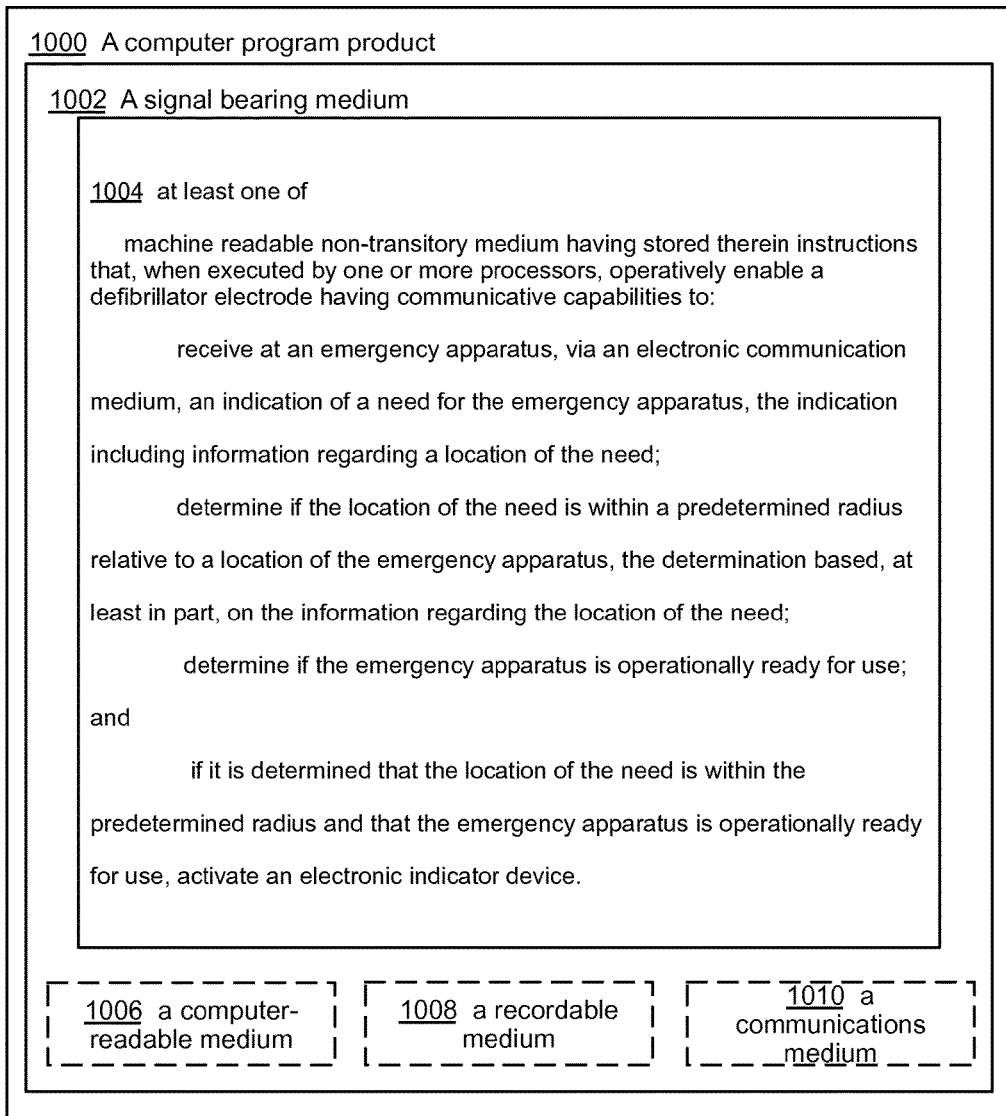 1000 A computer program product
1002 A signal bearing medium
1004 at least one of
machine readable non-transitory medium having stored therein instructions
that, when executed by one or more processors, operatively enable a
defibrillator electrode having communicative capabilities to:
receive at an emergency apparatus, via an electronic communication
medium, an indication of a need for the emergency apparatus, the indication
including information regarding a location of the need;
determine if the location of the need is within a predetermined radius
relative to a location of the emergency apparatus, the determination based, at
least in part, on the information regarding the location of the need;
determine if the emergency apparatus is operationally ready for use;
and
if it is determined that the location of the need is within the
predetermined radius and that the emergency apparatus is operationally ready
for use, activate an electronic indicator device.
1006 a computer-
readable medium
1008 a recordable
medium
1010 a
communications
medium